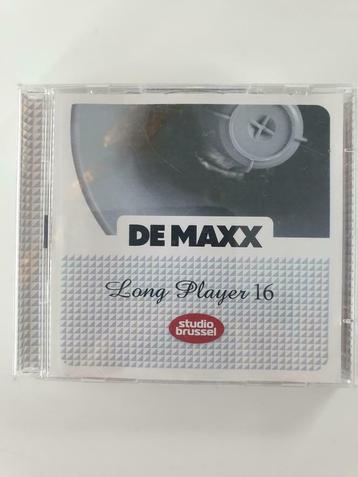 DE MAXX
Long Player 16
studio
brussel